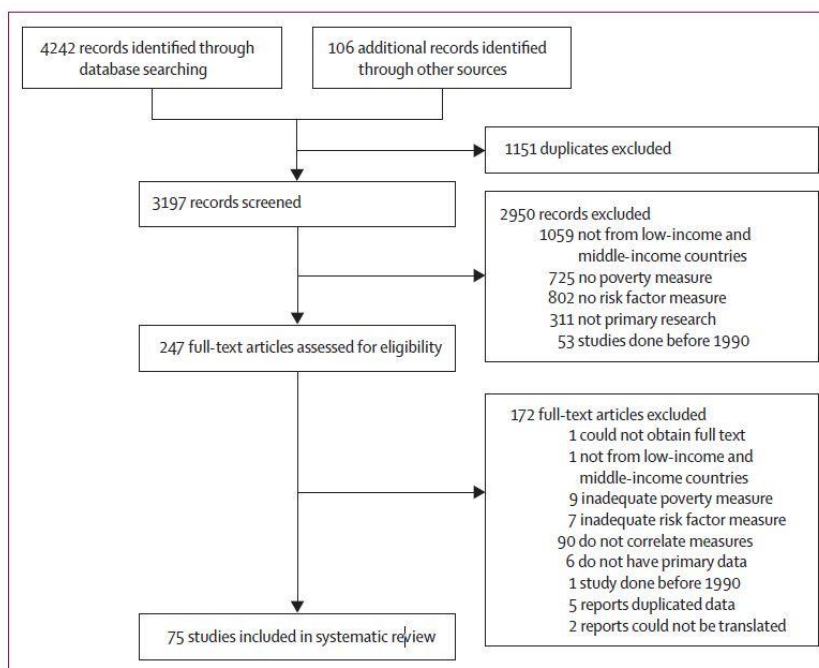 4242 records identified through
database searching
106 additional records identified
through other sources
1151 duplicates excluded
3197 records screened
2950 records excluded
1059 not from low-income and
middle-income countries
725 no poverty measure
802 no risk factor measure
311 not primary research
53 studies done before 1990
247 full-text articles assessed for eligibility
172 full-text articles excluded
1 could not obtain full text
1 not from low-income and
middle-income countries
9 inadequate poverty measure
7 inadequate risk factor measure
90 do not correlate measures
6 do not have primary data
1 study done before 1990
5 reports duplicated data
2 reports could not be translated
75 studies included in systematic review